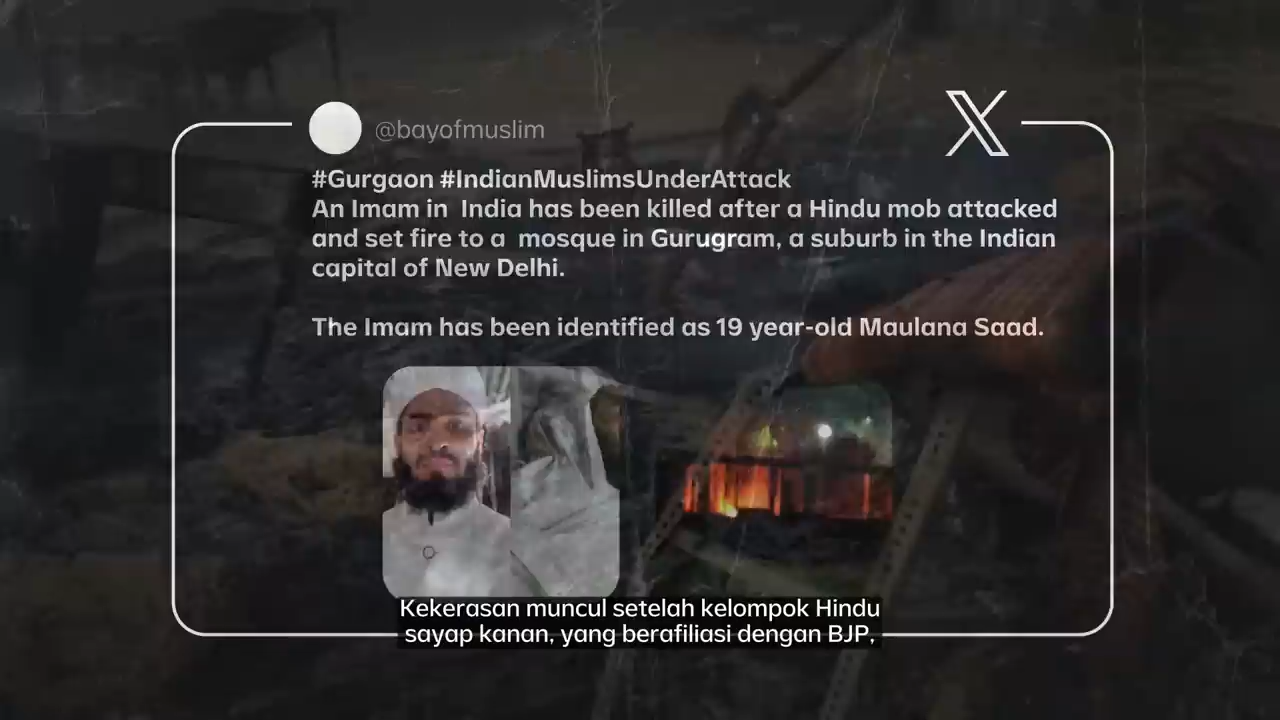 @bayofmuslim
X
#Gurgaon #IndianMuslimsUnderAttack
An Imam in India has been killed after a Hindu mob attacked
and set fire to a mosque in Gurugram, a suburb in the Indian
capital of New Delhi.
The Imam has been identified as 19 year-old Maulana Saad.
Kekerasan muncul setelah kelompok Hindu
sayap kanan, yang berafiliasi dengan BJP,